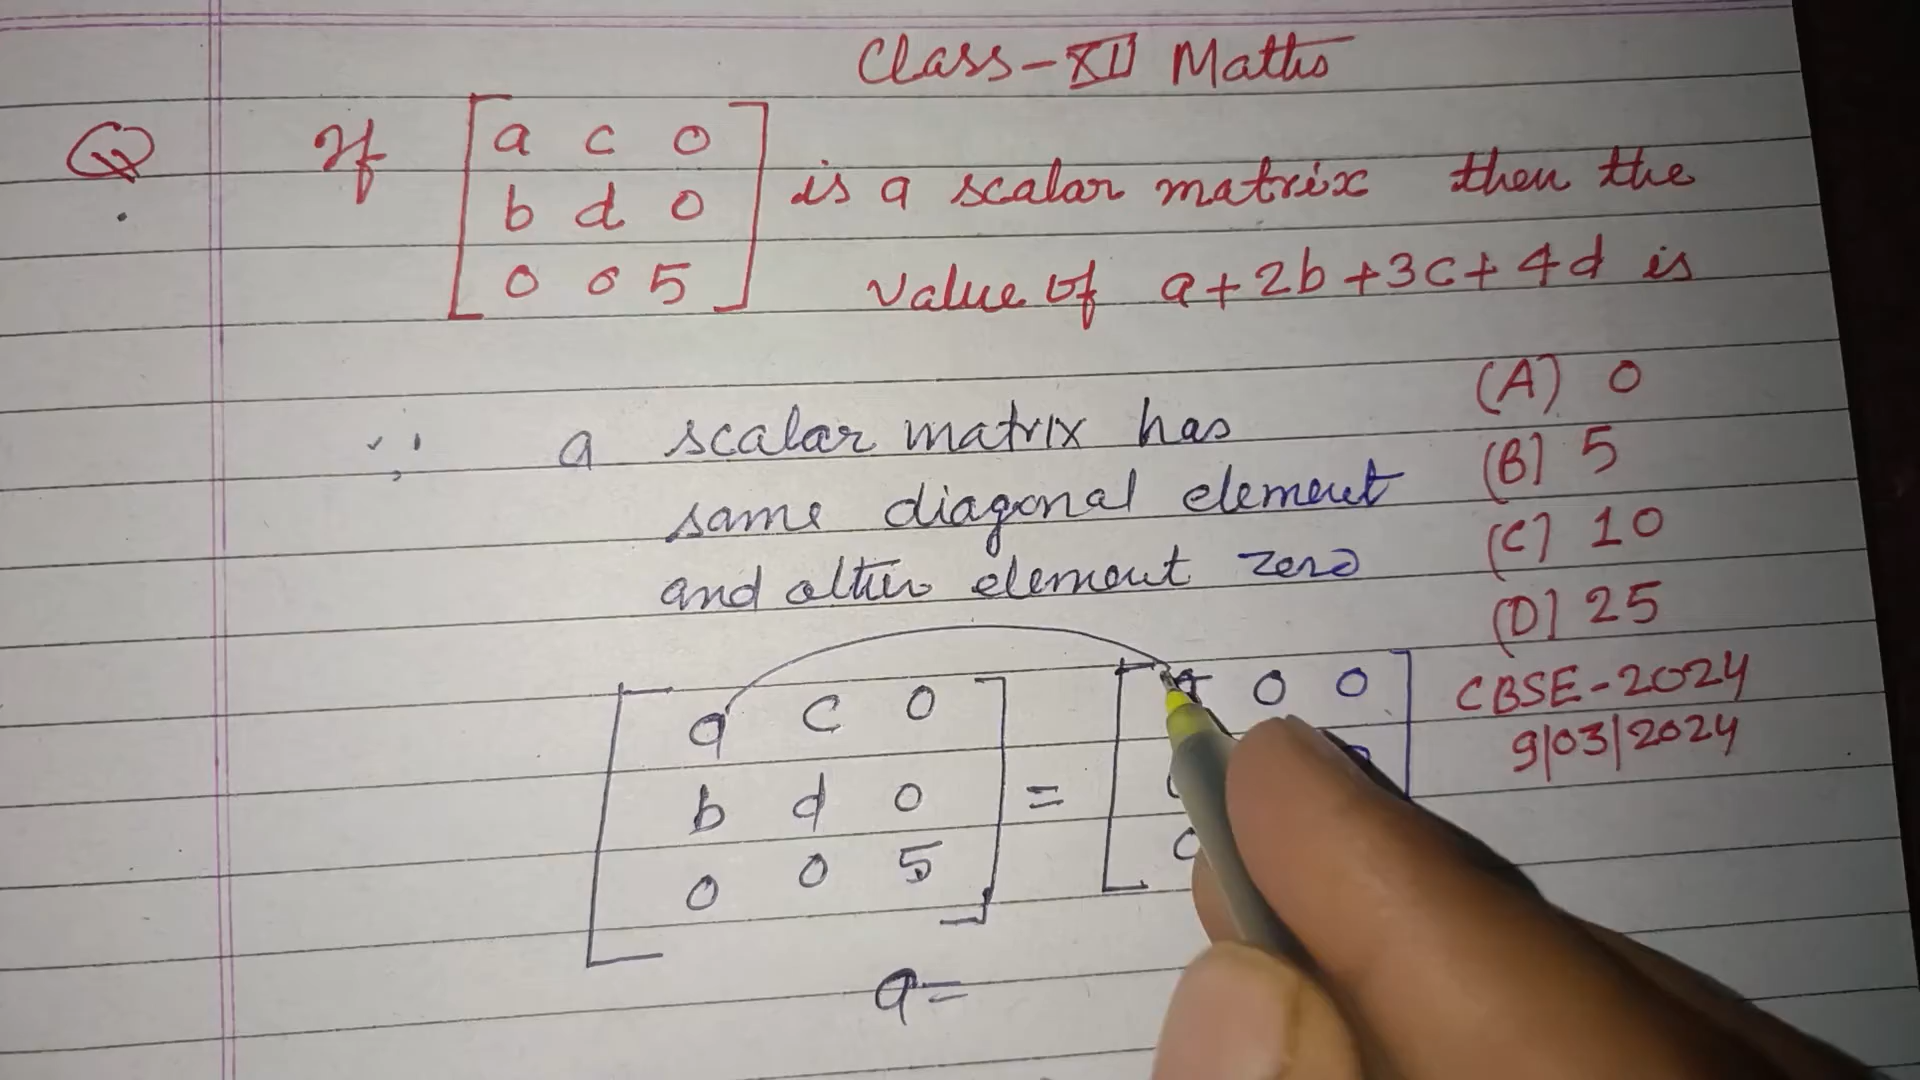 Class-XII Maths
Q. If [a c 0
b d 0
0 0 5] is a scalar matrix then the
value of a+2b+3c+4d is
(A) 0
(B) 5
(C) 10
(D) 25
CBSE-2024
9/03/2024
∵ a scalar matrix has
same diagonal element
and other element zero
[a c 0
b d 0
0 0 5] = [ 0 0
0
a=